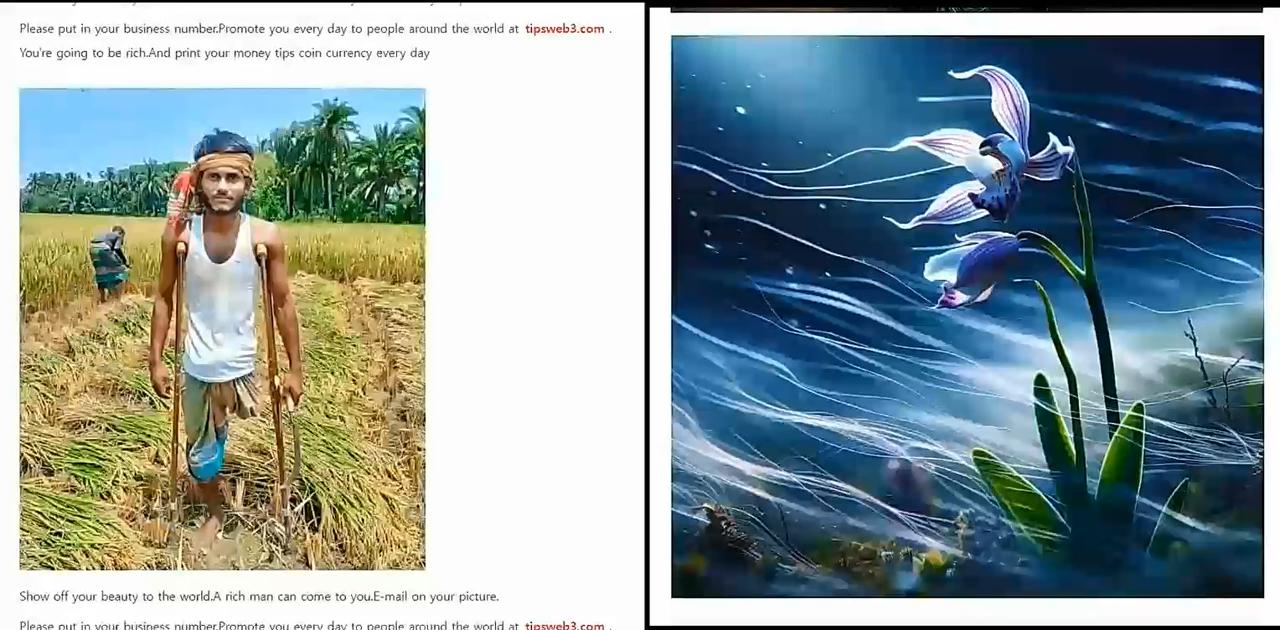 Please put in your business number.Promote you every day to people around the world at tipsweb3.com .
You're going to be rich.And print your money tips coin currency every day
Show off your beauty to the world.A rich man can come to you.E-mail on your picture.
Please put in your business number.Promote you every day to people around the world at tipsweb3.com .